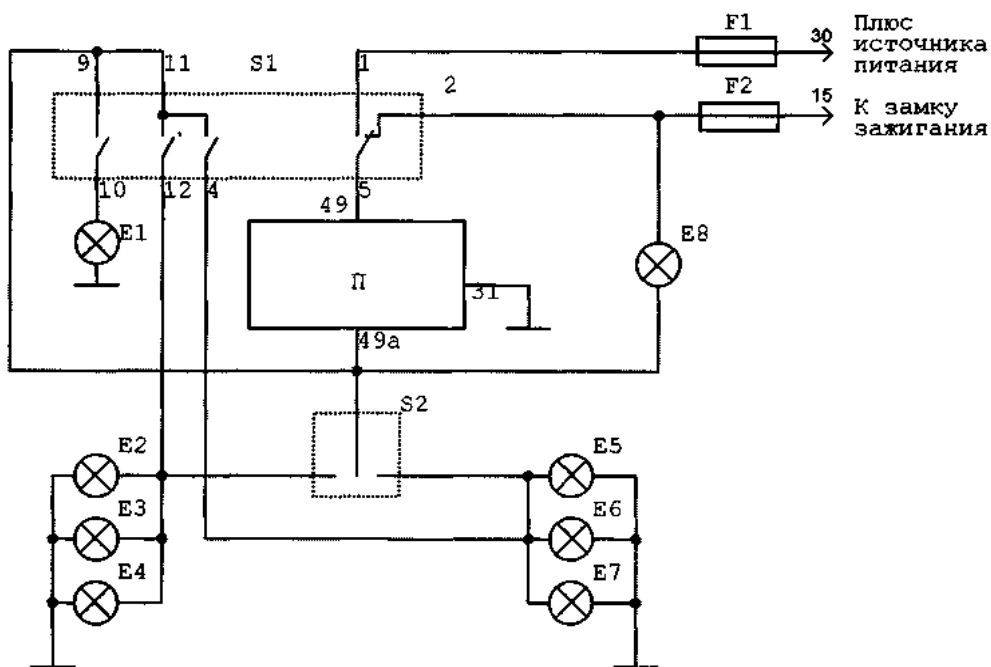 F1
30
Плюс
источника
питания
9
11
S1
1
2
F2
15
К замку
зажигания
10
12
4
5
49
E1
E8
П
31
49а
S2
E2
E5
E3
E6
E4
E7